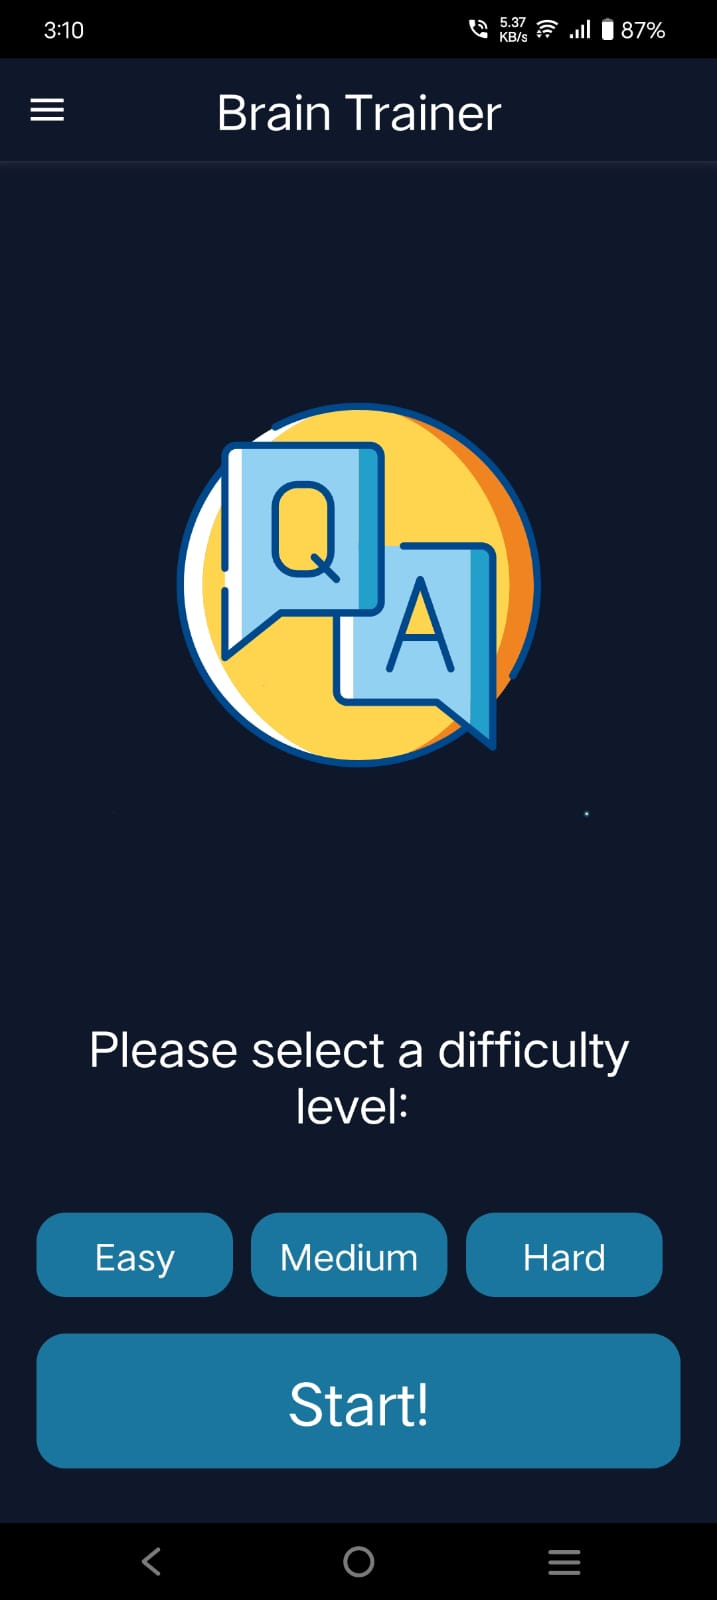 3:10
5.37
KB/s
87%
Brain Trainer
Q
A
Please select a difficulty
level:
Easy Medium Hard
Start!